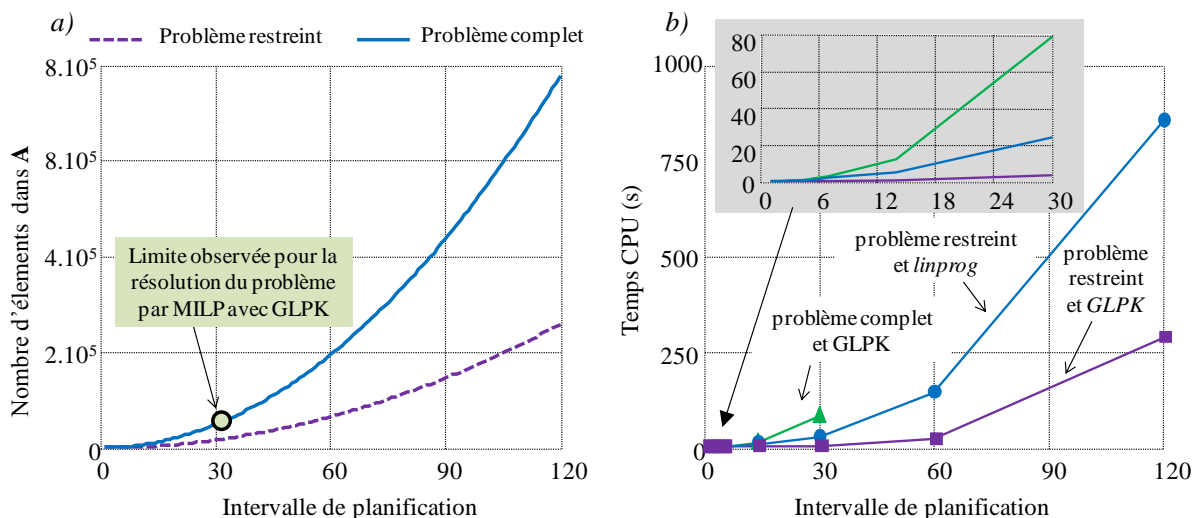 a)
Problème restreint
Problème complet
8.10⁵
8.10⁵
4.10⁵
2.10⁵
0
Nombre d'élements dans A
Limite observée pour la
résolution du problème
par MILP avec GLPK
0 30 60 90 120
Intervalle de planification
b)
1000
750
500
250
0
Temps CPU (s)
80
60
40
20
0
0 6 12 18 24 30
problème restreint
et linprog
problème
restreint
et GLPK
problème complet
et GLPK
0 30 60 90 120
Intervalle de planification